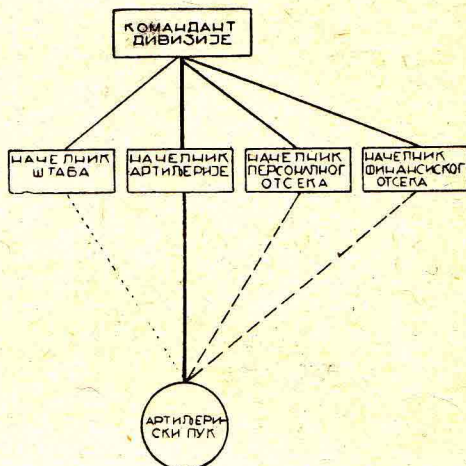 КОМАНДАНТ
ДИВИЗИЈЕ
НАЧЕЛНИК
ШТАБА
НАЧЕЛНИК
АРТИЉЕРИЈЕ
НАЧЕЛНИК
ПЕРСОНАЛНОГ
ОТСЕКА
НАЧЕЛНИК
ФИНАНСИСКОГ
ОТСЕКА
АРТИЉЕРИ-
СКИ ПУК